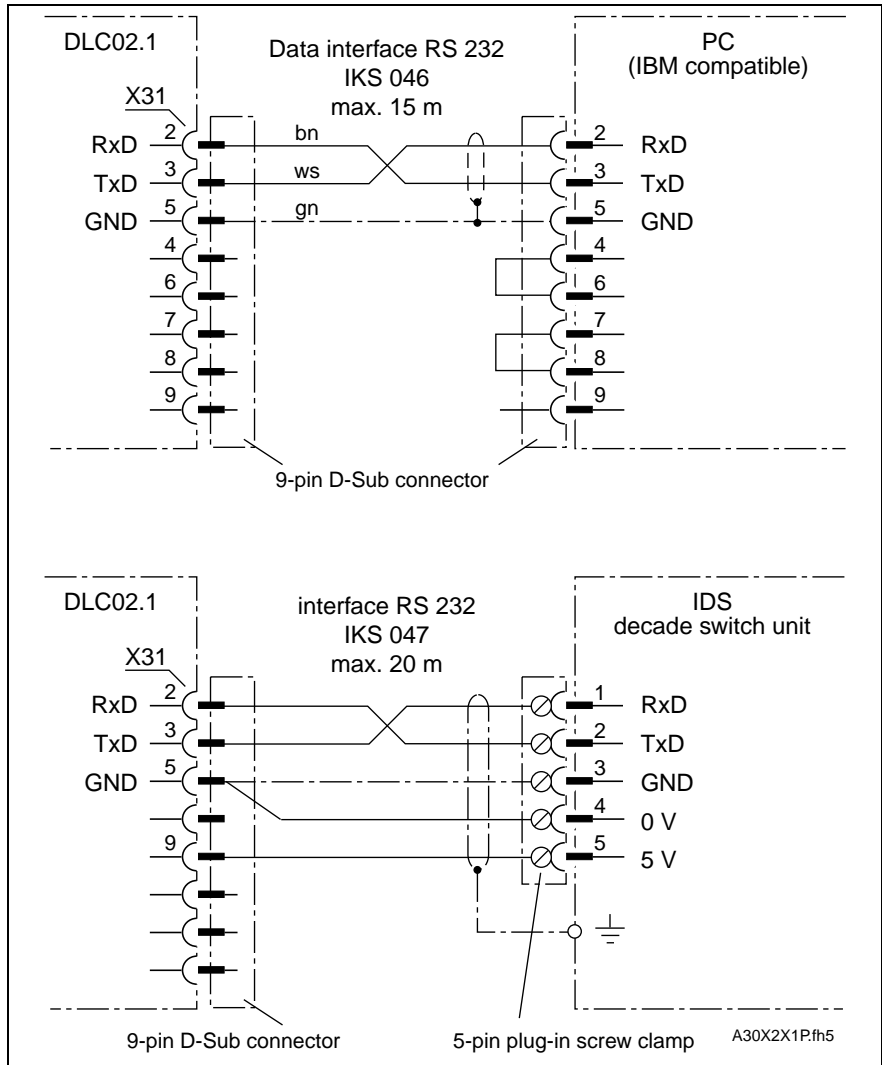 DLC02.1
Data interface RS 232
IKS 046
max. 15 m
PC
(IBM compatible)
X31
RxD 2 bn 2 RxD
TxD 3 ws 3 TxD
GND 5 gn 5 GND
4 4
6 6
7 7
8 8
9 9
9-pin D-Sub connector
DLC02.1
interface RS 232
IKS 047
max. 20 m
IDS
decade switch unit
X31
RxD 2 1 RxD
TxD 3 2 TxD
GND 5 3 GND
4 0 V
9 5 5 V
9-pin D-Sub connector
5-pin plug-in screw clamp
A30X2X1P.fh5